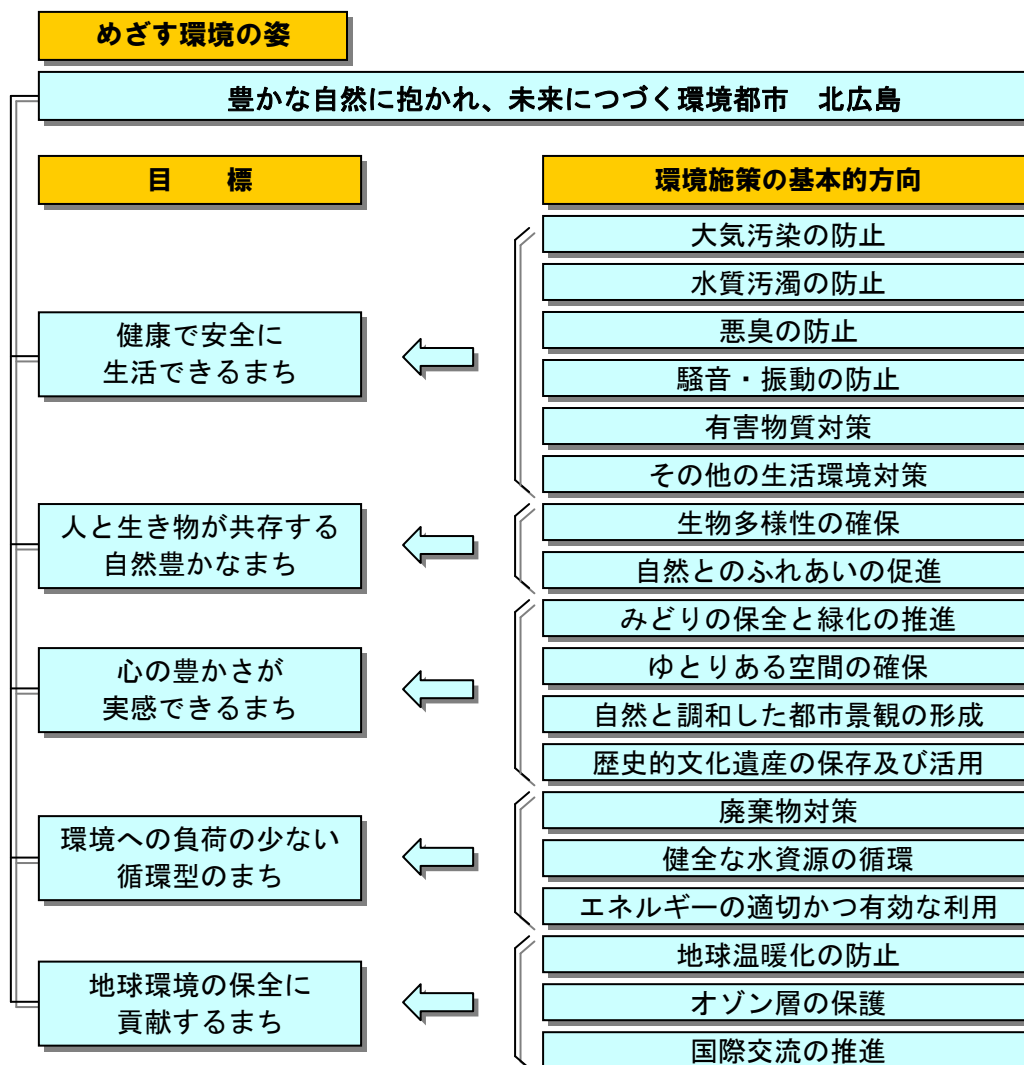 めざす環境の姿
豊かな自然に抱かれ、未来につづく環境都市　北広島
目　標
環境施策の基本的方向
健康で安全に
生活できるまち
大気汚染の防止
水質汚濁の防止
悪臭の防止
騒音・振動の防止
有害物質対策
その他の生活環境対策
人と生き物が共存する
自然豊かなまち
生物多様性の確保
自然とのふれあいの促進
心の豊かさが
実感できるまち
みどりの保全と緑化の推進
ゆとりある空間の確保
自然と調和した都市景観の形成
歴史的文化遺産の保存及び活用
環境への負荷の少ない
循環型のまち
廃棄物対策
健全な水資源の循環
エネルギーの適切かつ有効な利用
地球環境の保全に
貢献するまち
地球温暖化の防止
オゾン層の保護
国際交流の推進